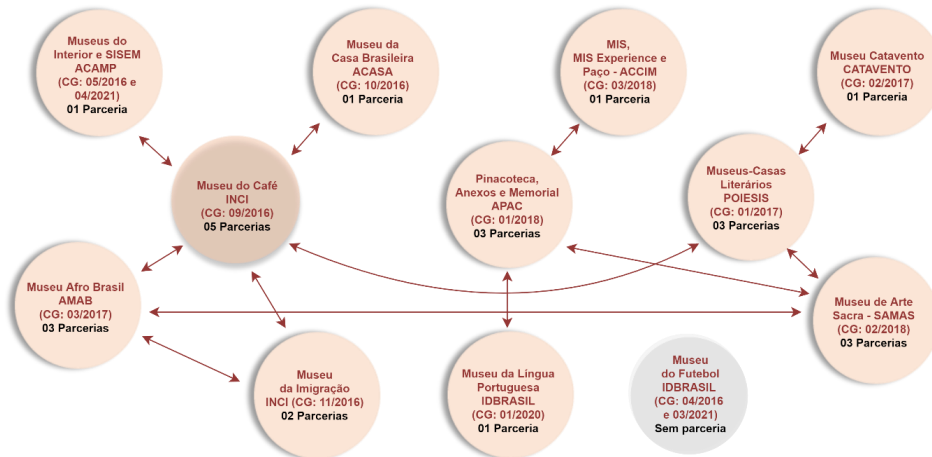 Museus do
Interior e SISEM
ACAMP
(CG: 05/2016 e
04/2021)
01 Parceria
Museu da
Casa Brasileira
ACASA
(CG: 10/2016)
01 Parceria
MIS,
MIS Experience e
Paço - ACCIM
(CG: 03/2018)
01 Parceria
Museu Catavento
CATAVENTO
(CG: 02/2017)
01 Parceria
Museu do Café
INCI
(CG: 09/2016)
05 Parcerias
Pinacoteca,
Anexos e Memorial
APAC
(CG: 01/2018)
03 Parcerias
Museus-Casas
Literários
POIESIS
(CG: 01/2017)
03 Parcerias
Museu Afro Brasil
AMAB
(CG: 03/2017)
03 Parcerias
Museu de Arte
Sacra - SAMAS
(CG: 02/2018)
03 Parcerias
Museu
da Imigração
INCI (CG: 11/2016)
02 Parcerias
Museu da Língua
Portuguesa
IDBRASIL
(CG: 01/2020)
01 Parceria
Museu
do Futebol
IDBRASIL
(CG: 04/2016
e 03/2021)
Sem parceria